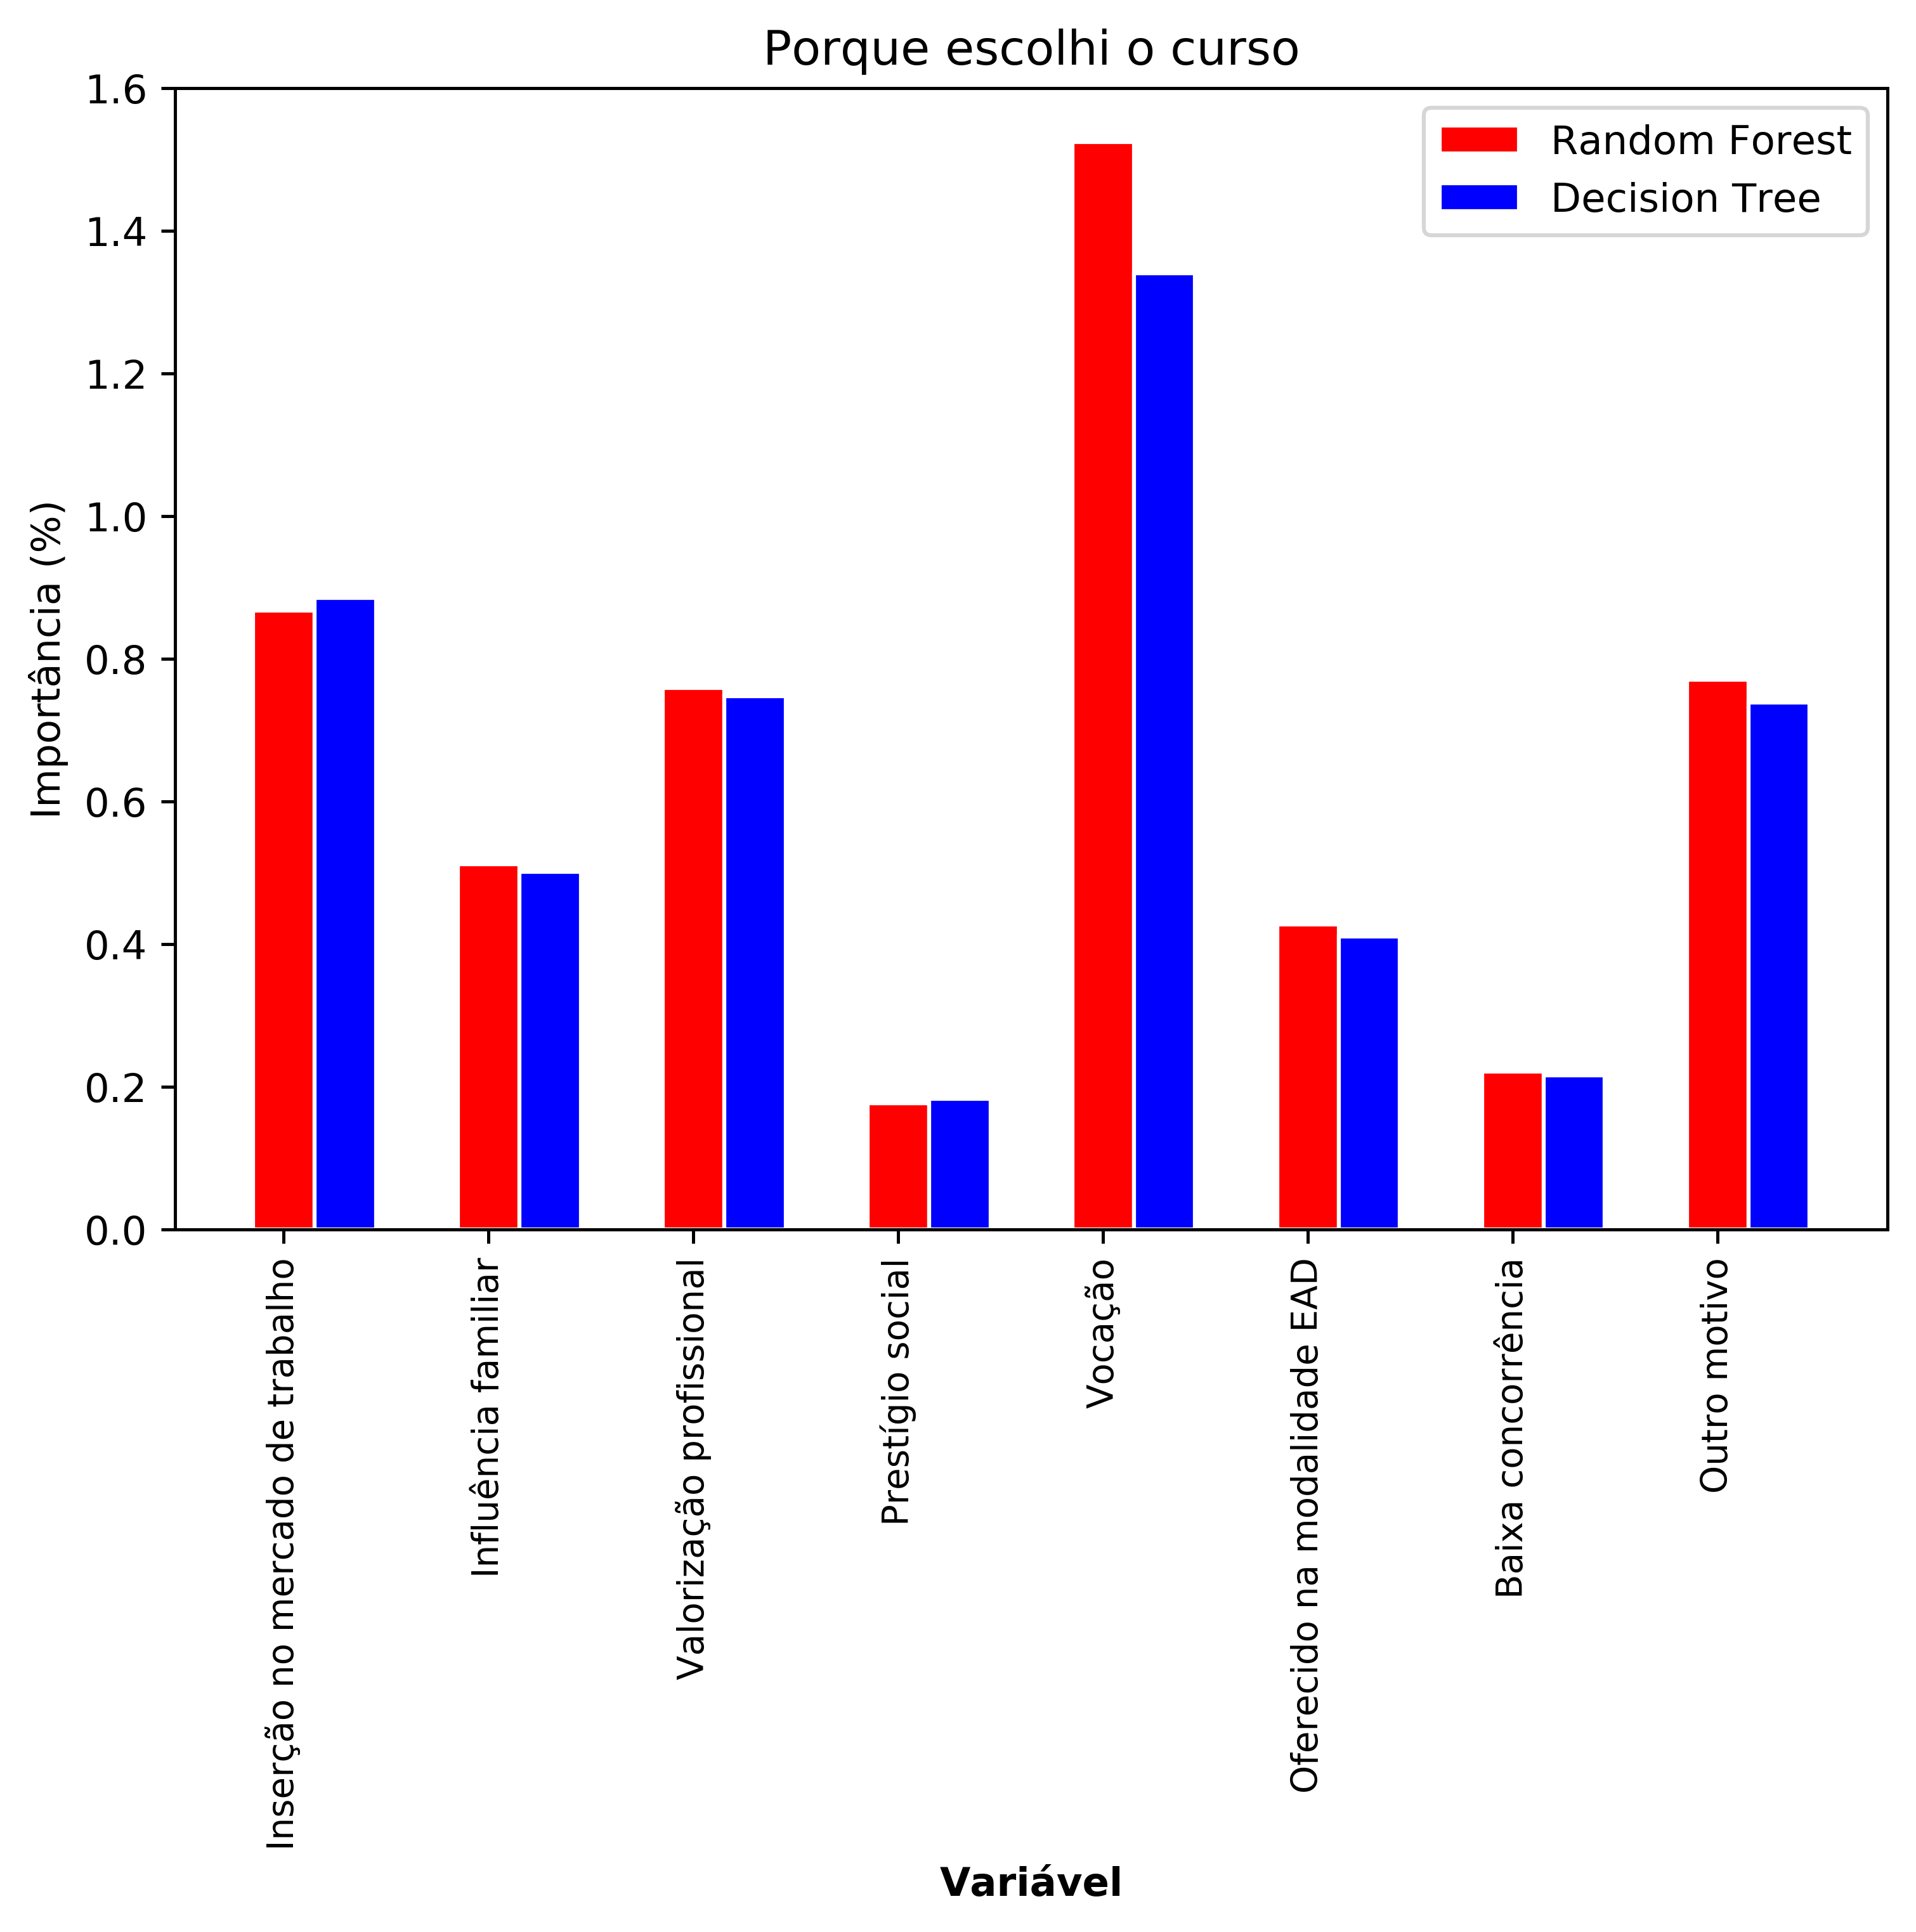 Porque escolhi o curso
Random Forest
Decision Tree
Importância (%)
1.6
1.4
1.2
1.0
0.8
0.6
0.4
0.2
0.0
Inserção no mercado de trabalho
Influência familiar
Valorização profissional
Prestígio social
Vocação
Oferecido na modalidade EAD
Baixa concorrência
Outro motivo
Variável